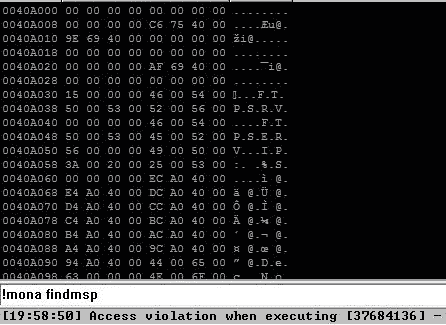 0040A000 00 00 00 00 00 00 00 00 ........
0040A008 00 00 00 00 C6 75 40 00 ....Æu@.
0040A010 9E 69 40 00 00 00 00 00 ži@.....
0040A018 00 00 00 00 00 00 00 00 ........
0040A020 00 00 00 00 AF 69 40 00 ....¯i@.
0040A028 00 00 00 00 00 00 00 00 ........
0040A030 15 00 00 00 46 00 54 00 ...F.T.
0040A038 50 00 53 00 52 00 56 00 P.S.R.V.
0040A040 00 00 00 00 46 00 54 00 ....F.T.
0040A048 50 00 53 00 45 00 52 00 P.S.E.R.
0040A050 56 00 00 00 49 00 50 00 V...I.P.
0040A058 3A 00 20 00 25 00 53 00 :. .%.S.
0040A060 00 00 00 00 EC A0 40 00 ....ì @.
0040A068 E4 A0 40 00 DC A0 40 00 ä @.Ü @.
0040A070 D4 A0 40 00 CC A0 40 00 Ô @.Ì @.
0040A078 C4 A0 40 00 BC A0 40 00 Ä @.¼ @.
0040A080 B4 A0 40 00 AC A0 40 00 ´ @.¬ @.
0040A088 A4 A0 40 00 9C A0 40 00 ¤ @.œ @.
0040A090 94 A0 40 00 44 00 65 00 ” @.D.e.
0040A098 63 00 00 00 4E 00 6F 00 c...N.o.
!mona findmsp
[19:58:50] Access violation when executing [37684136] -